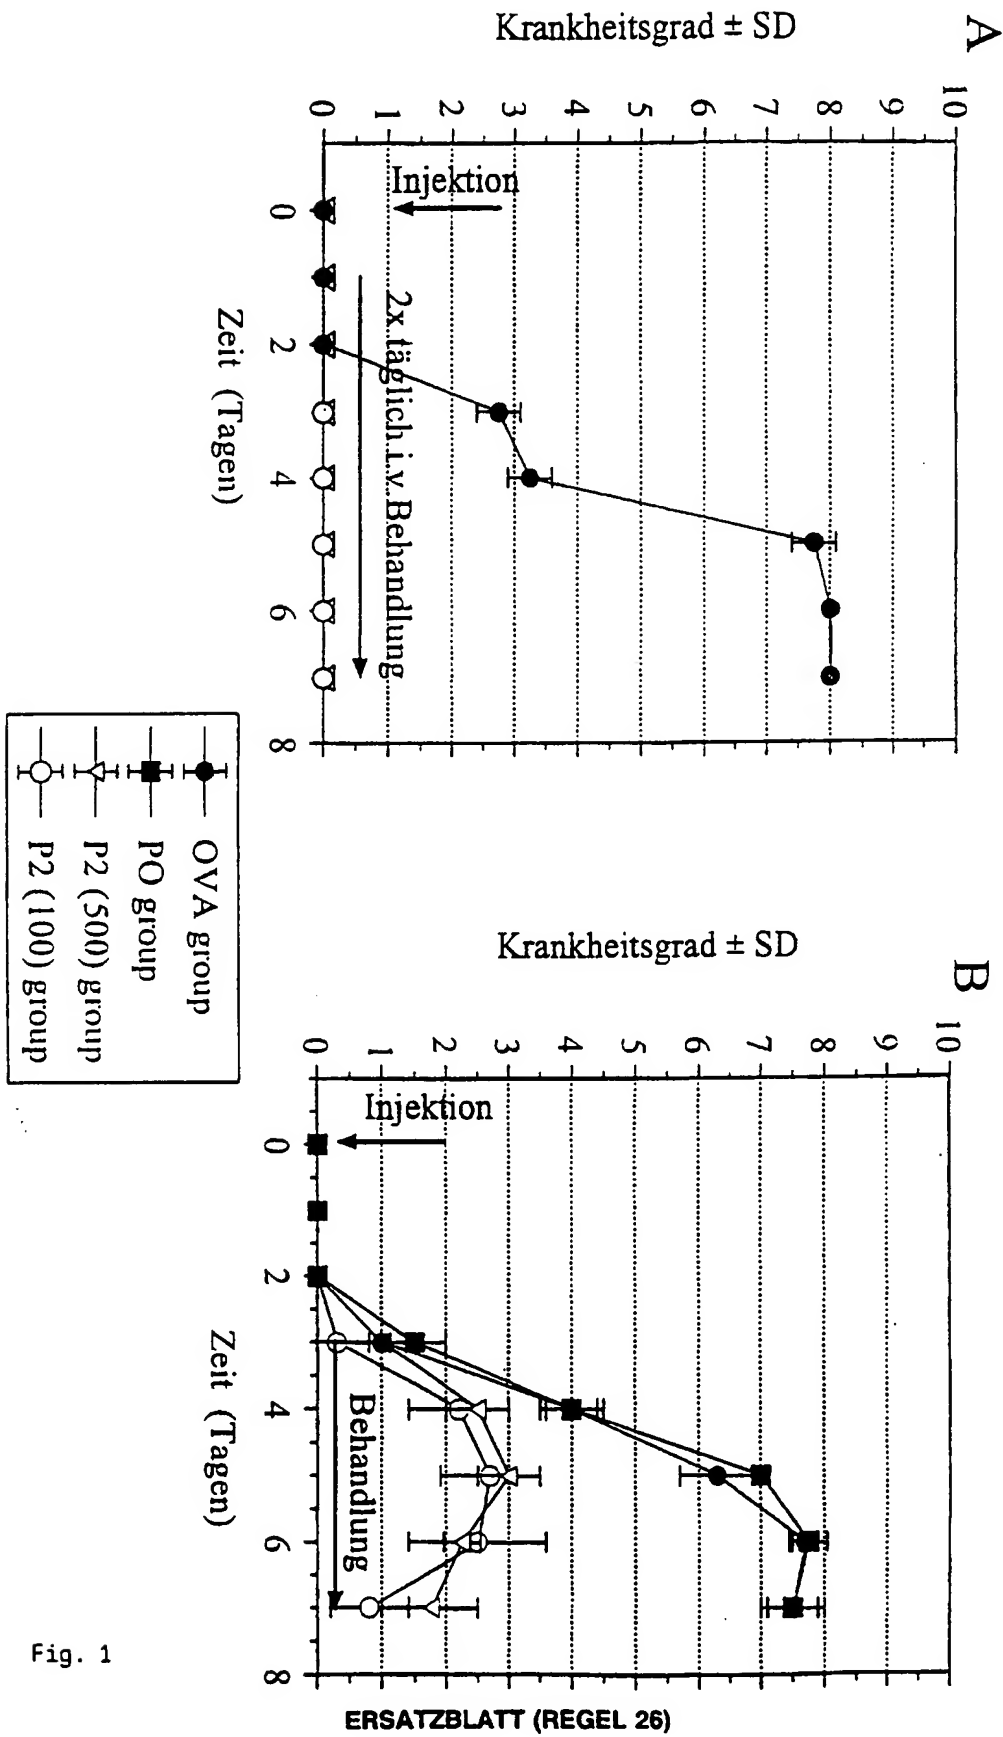 A
Krankheitsgrad ± SD
10
9
8
7
6
5
4
3
2
1
0
Injektion
2x täglich i.v. Behandlung
0
2
4
6
8
Zeit (Tagen)
B
Krankheitsgrad ± SD
10
9
8
7
6
5
4
3
2
1
0
Injektion
Behandlung
0
2
4
6
8
Zeit (Tagen)
OVA group
PO group
P2 (500) group
P2 (100) group
Fig. 1
ERSATZBLATT (REGEL 26)